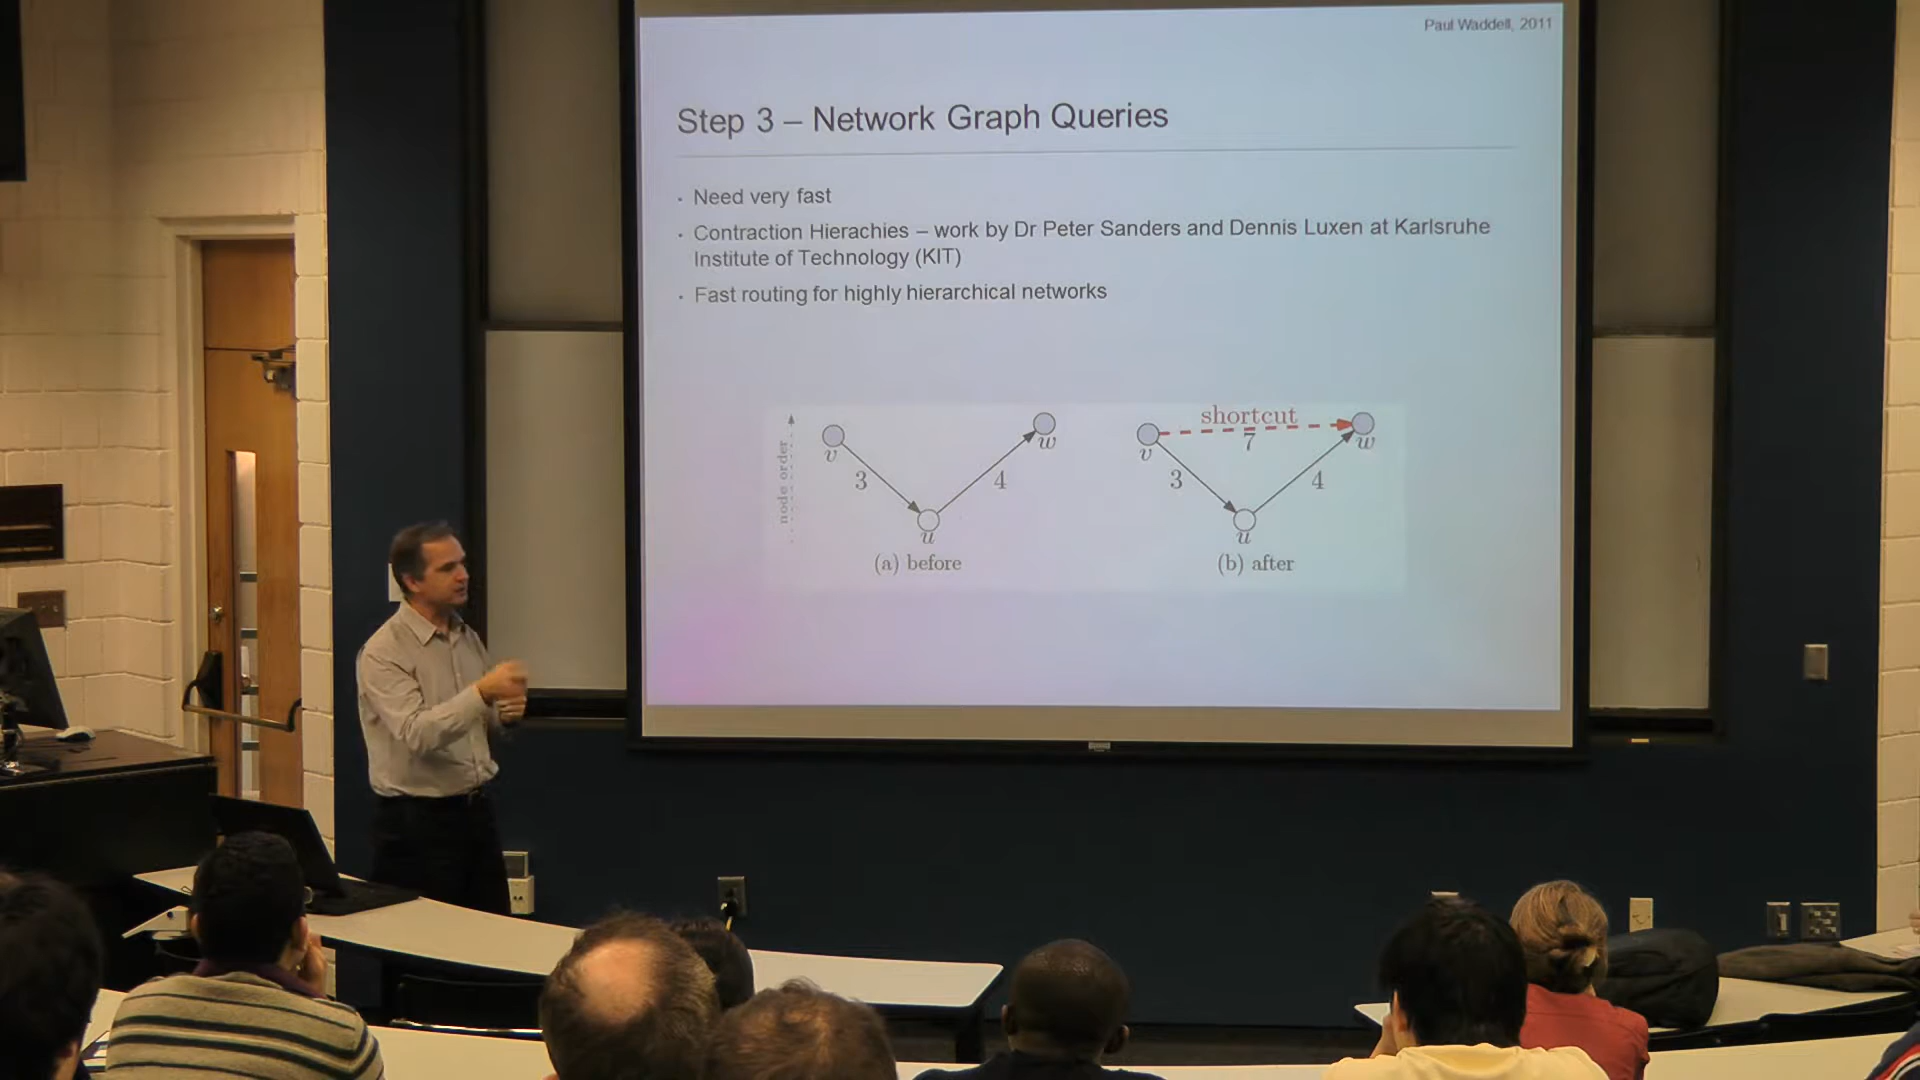 Paul Waddell, 2011
Step 3 – Network Graph Queries
· Need very fast
· Contraction Hierachies – work by Dr Peter Sanders and Dennis Luxen at Karlsruhe
Institute of Technology (KIT)
· Fast routing for highly hierarchical networks
node order
v
w
3
4
u
(a) before
shortcut
7
v
w
3
4
u
(b) after